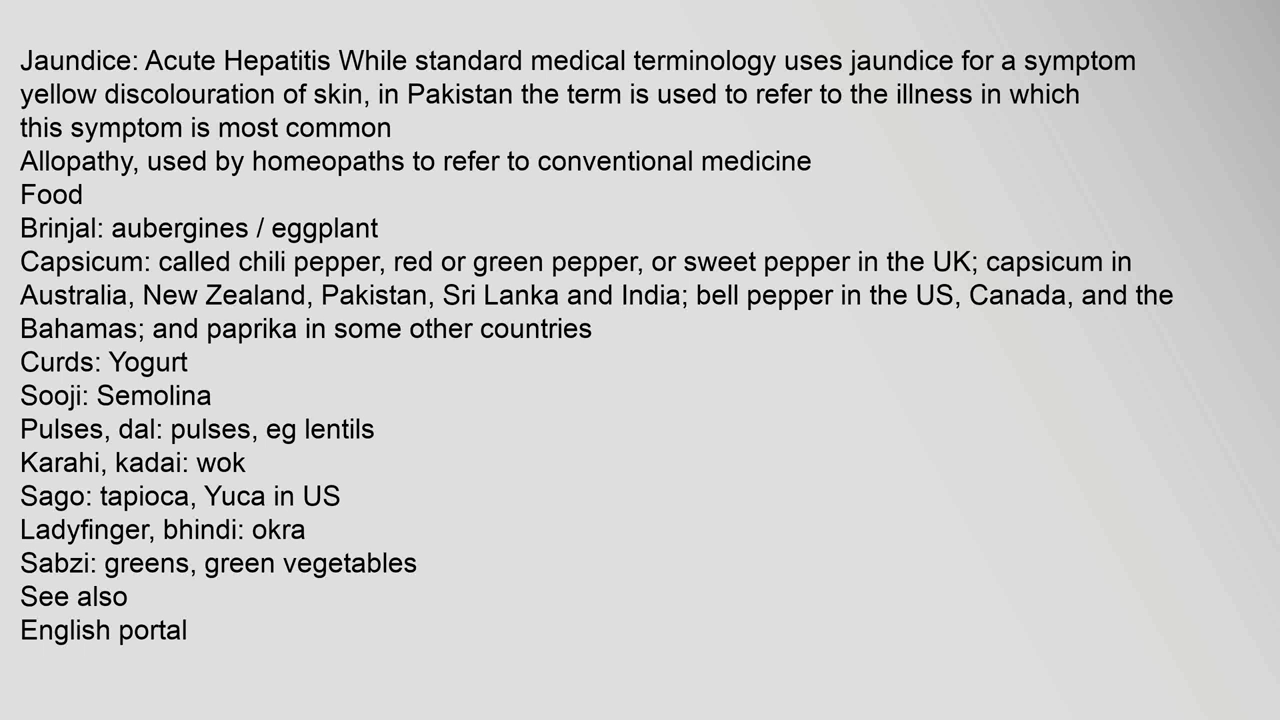 Jaundice: Acute Hepatitis While standard medical terminology uses jaundice for a symptom
yellow discolouration of skin, in Pakistan the term is used to refer to the illness in which
this symptom is most common
Allopathy, used by homeopaths to refer to conventional medicine
Food
Brinjal: aubergines / eggplant
Capsicum: called chili pepper, red or green pepper, or sweet pepper in the UK; capsicum in
Australia, New Zealand, Pakistan, Sri Lanka and India; bell pepper in the US, Canada, and the
Bahamas; and paprika in some other countries
Curds: Yogurt
Sooji: Semolina
Pulses, dal: pulses, eg lentils
Karahi, kadai: wok
Sago: tapioca, Yuca in US
Ladyfinger, bhindi: okra
Sabzi: greens, green vegetables
See also
English portal